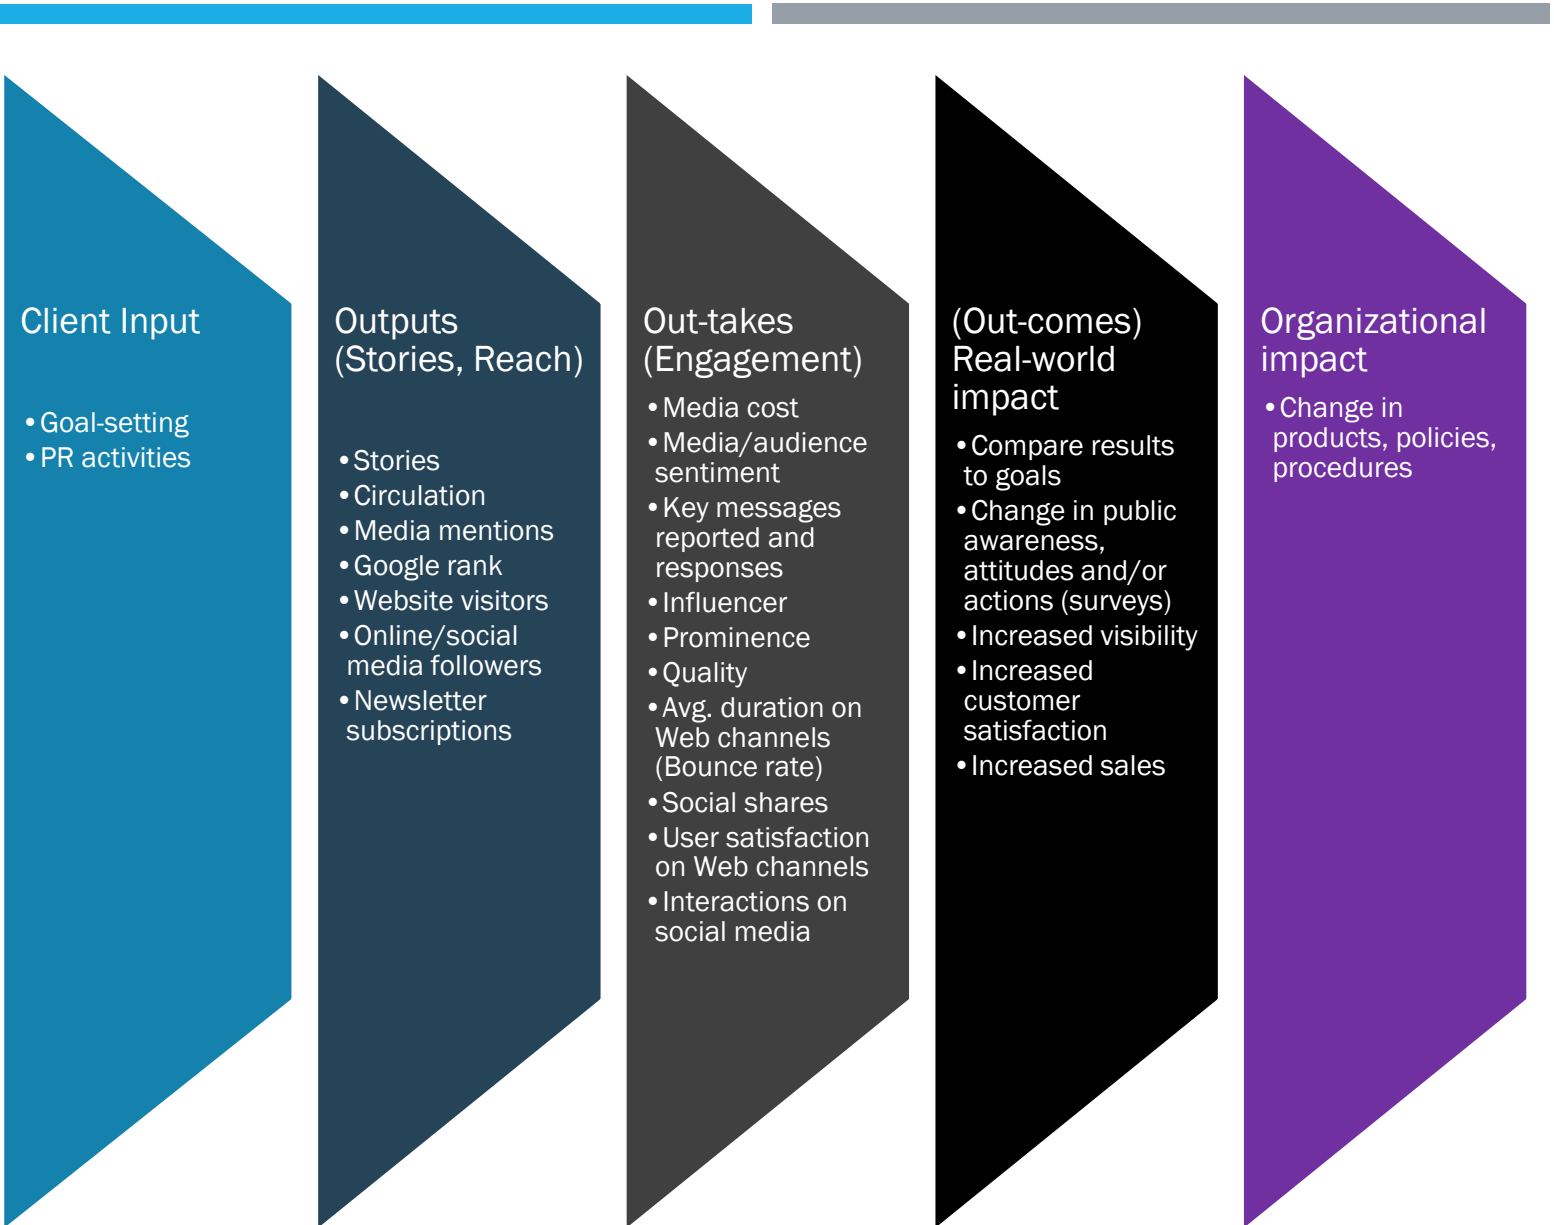 Client Input
•Goal-setting
•PR activities
Outputs
(Stories, Reach)
•Stories
•Circulation
•Media mentions
•Google rank
•Website visitors
•Online/social
media followers
•Newsletter
subscriptions
Out-takes
(Engagement)
•Media cost
•Media/audience
sentiment
•Key messages
reported and
responses
•Influencer
•Prominence
•Quality
•Avg. duration on
Web channels
(Bounce rate)
•Social shares
•User satisfaction
on Web channels
•Interactions on
social media
(Out-comes)
Real-world
impact
•Compare results
to goals
•Change in public
awareness,
attitudes and/or
actions (surveys)
•Increased visibility
•Increased
customer
satisfaction
•Increased sales
Organizational
impact
•Change in
products, policies,
procedures